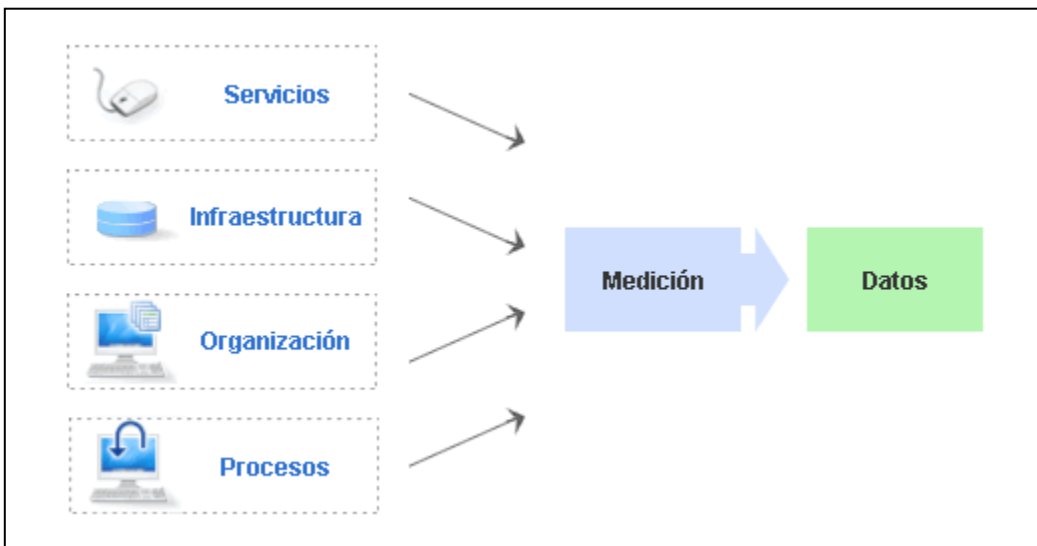 Servicios
Infraestructura
Organización
Procesos
Medición
Datos